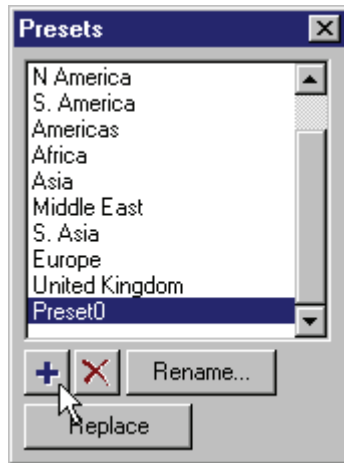 Presets
N America
S. America
Americas
Africa
Asia
Middle East
S. Asia
Europe
United Kingdom
Preset0
Rename...
Replace